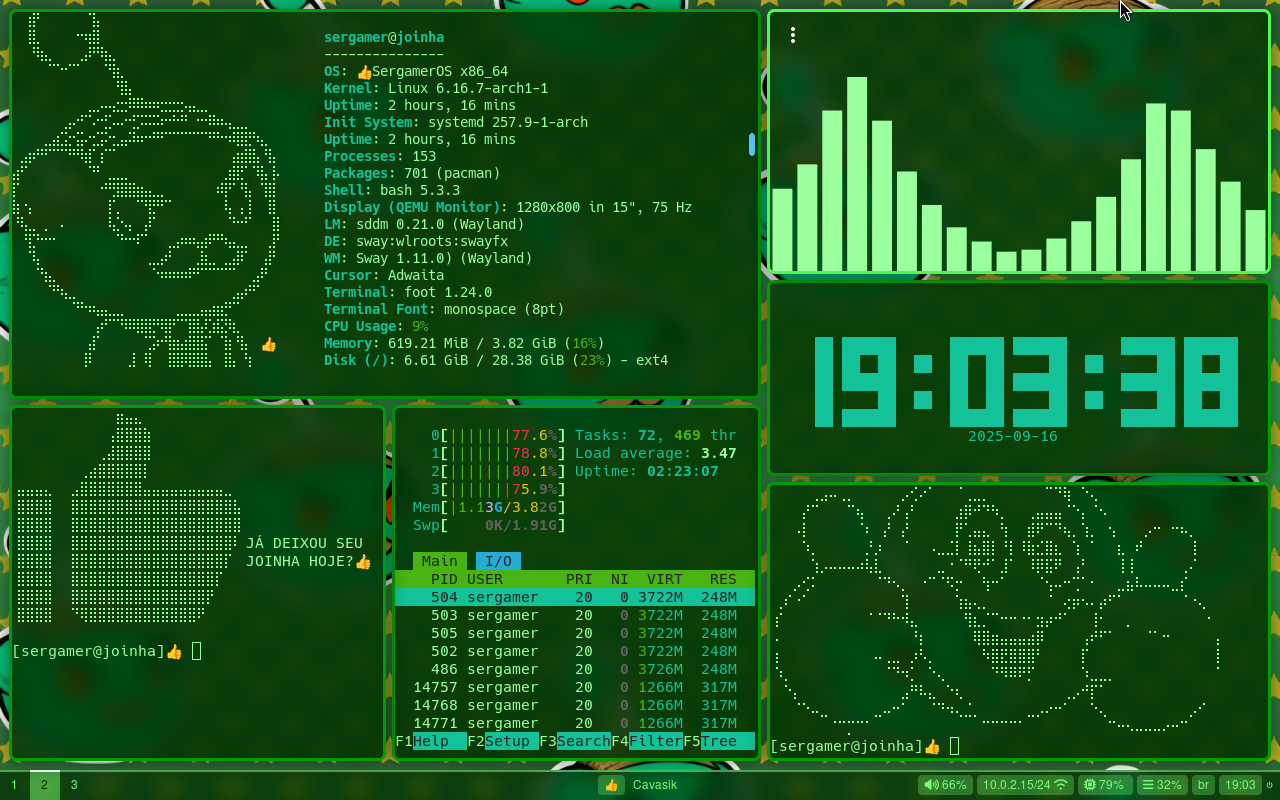 sergamer@joinha
---------------
OS: 👍SergamerOS x86_64
Kernel: Linux 6.16.7-arch1-1
Uptime: 2 hours, 16 mins
Init System: systemd 257.9-1-arch
Uptime: 2 hours, 16 mins
Processes: 153
Packages: 701 (pacman)
Shell: bash 5.3.3
Display (QEMU Monitor): 1280x800 in 15", 75 Hz
LM: sddm 0.21.0 (Wayland)
DE: sway:wlroots:swayfx
WM: Sway 1.11.0) (Wayland)
Cursor: Adwaita
Terminal: foot 1.24.0
Terminal Font: monospace (8pt)
CPU Usage: 9%
Memory: 619.21 MiB / 3.82 GiB (16%)
Disk (/): 6.61 GiB / 28.38 GiB (23%) - ext4
19:03:38
2025-09-16
JÁ DEIXOU SEU
JOINHA HOJE?👍
[sergamer@joinha]👍
0[|||||||77.6%] Tasks: 72, 469 thr
1[|||||||78.8%] Load average: 3.47
2[|||||||80.1%] Uptime: 02:23:07
3[|||||||75.9%]
Mem[|1.13G/3.82G]
Swp[ 0K/1.91G]
Main I/O
PID USER PRI NI VIRT RES
504 sergamer 20 0 3722M 248M
503 sergamer 20 0 3722M 248M
505 sergamer 20 0 3722M 248M
502 sergamer 20 0 3722M 248M
486 sergamer 20 0 3726M 248M
14757 sergamer 20 0 1266M 317M
14768 sergamer 20 0 1266M 317M
14771 sergamer 20 0 1266M 317M
F1Help F2Setup F3SearchF4FilterF5Tree
[sergamer@joinha]👍
1 2 3 👍 Cavasik 66% 10.0.2.15/24 79% 32% br 19:03